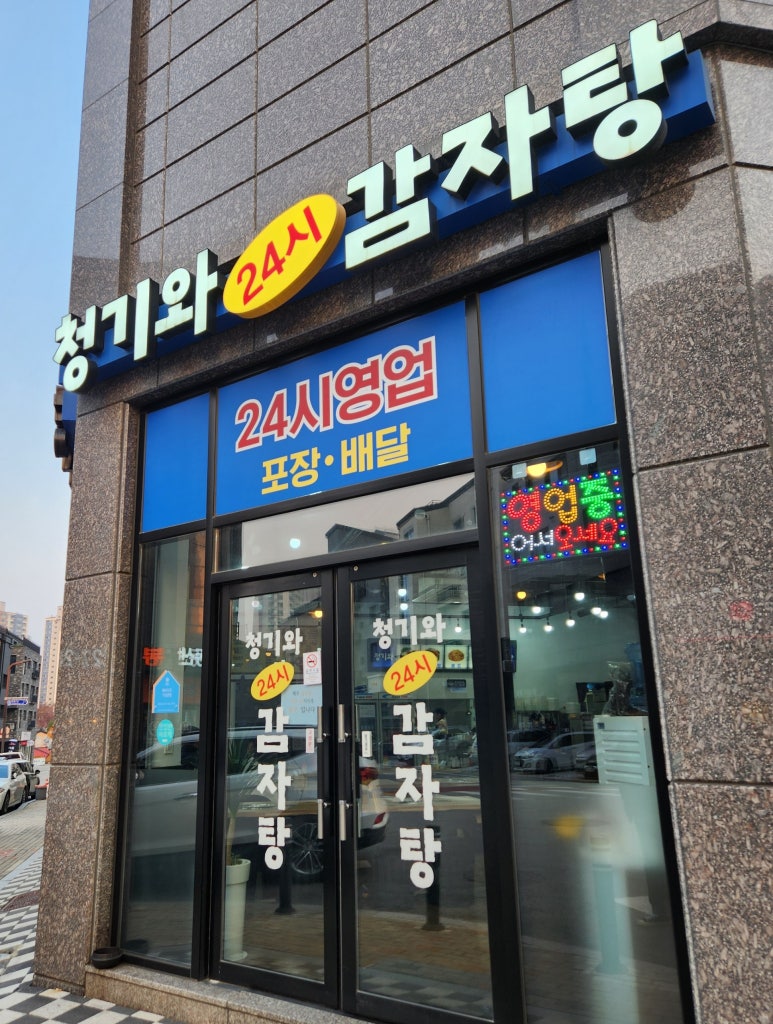 청기와 24시 감자탕
24시영업
포장·배달
영업중
어서오세요
청기와
24시
감자탕
청기와
24시
감자탕